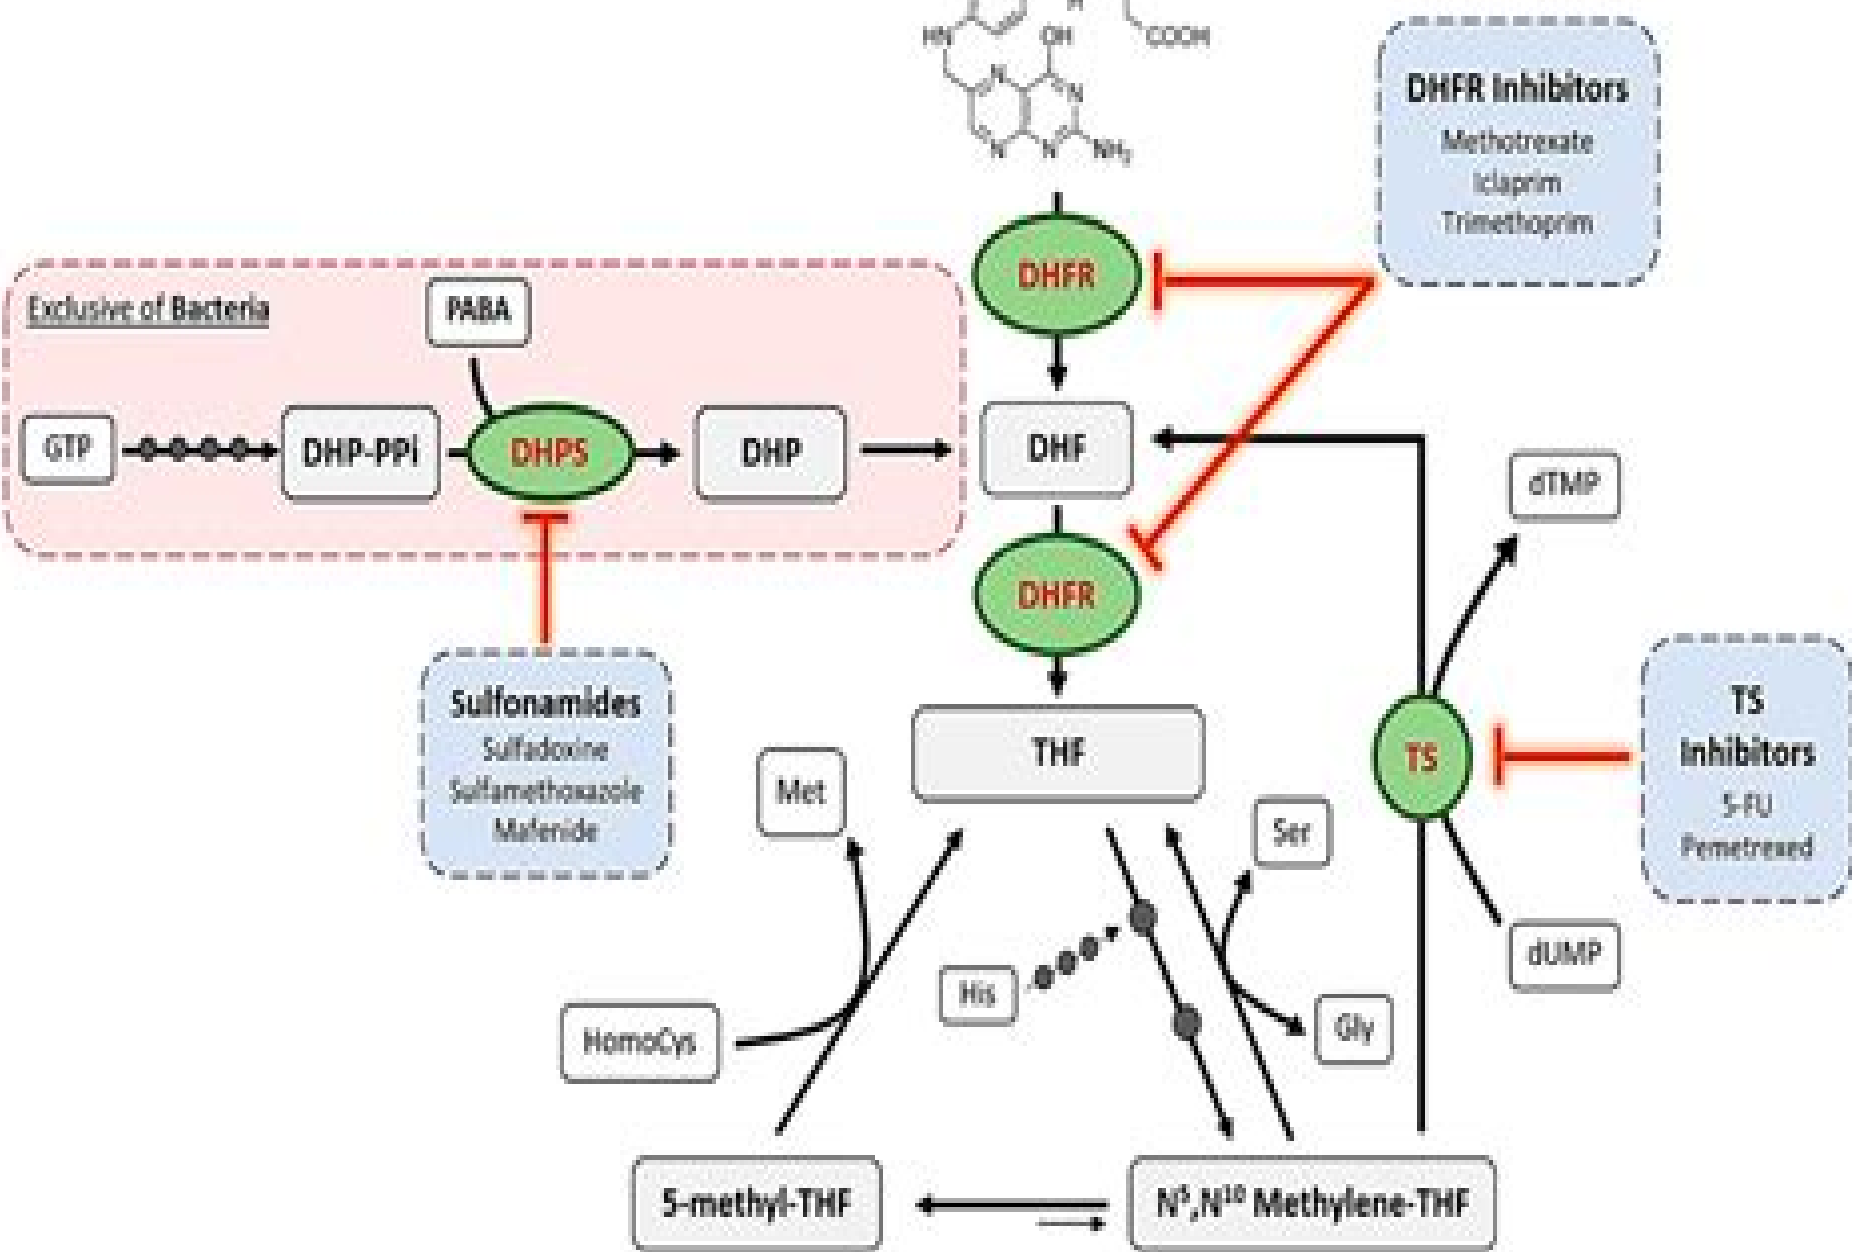 H
HN
OH
COOH
N
N
N
N
NH₂
DHFR Inhibitors
Methotrexate
Iclaprim
Trimethoprim
DHFR
Exclusive of Bacteria
PABA
GTP
DHP-PPi
DHPS
DHP
DHF
dTMP
DHFR
Sulfonamides
Sulfadoxine
Sulfamethoxazole
Mafenide
THF
TS
TS
Inhibitors
5-FU
Pemetrexed
Met
Ser
His
dUMP
HomoCys
Gly
5-methyl-THF
N⁵,N¹⁰ Methylene-THF